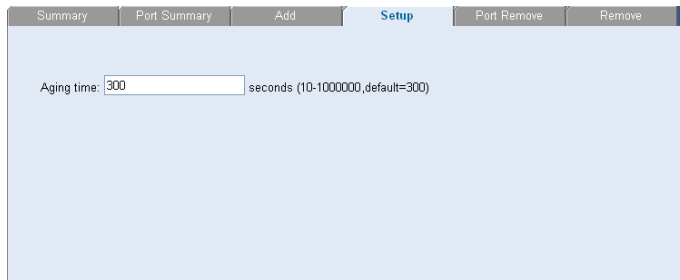 Summary Port Summary Add Setup Port Remove Remove
Aging time: 300 seconds (10-1000000,default=300)